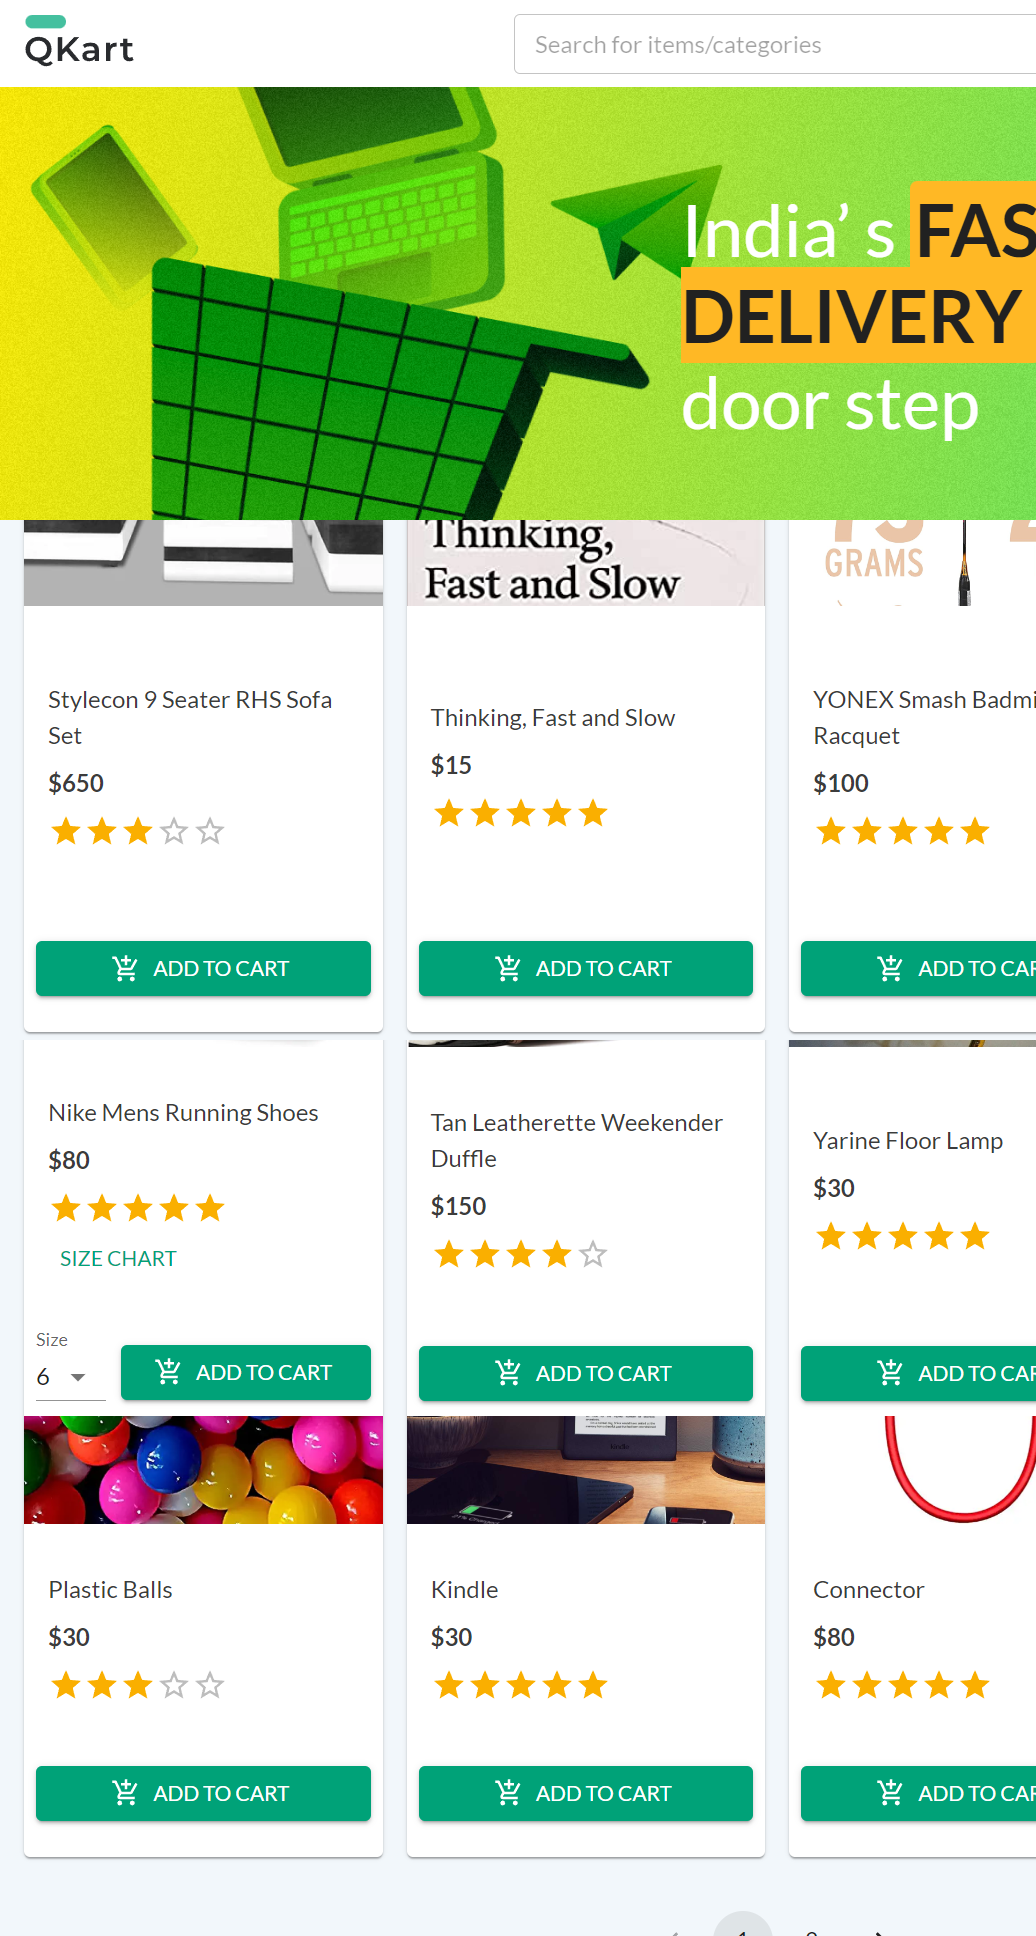 QKart
Search for items/categories
India’ s FAS
DELIVERY
door step
Thinking,
Fast and Slow
75
GRAMS
Stylecon 9 Seater RHS Sofa
Set
$650
ADD TO CART
Thinking, Fast and Slow
$15
ADD TO CART
YONEX Smash Badmi
Racquet
$100
ADD TO CAR
Nike Mens Running Shoes
$80
SIZE CHART
Size
6
ADD TO CART
Tan Leatherette Weekender
Duffle
$150
ADD TO CART
Yarine Floor Lamp
$30
ADD TO CAR
kindle
Plastic Balls
$30
ADD TO CART
Kindle
$30
ADD TO CART
Connector
$80
ADD TO CAR
1
2